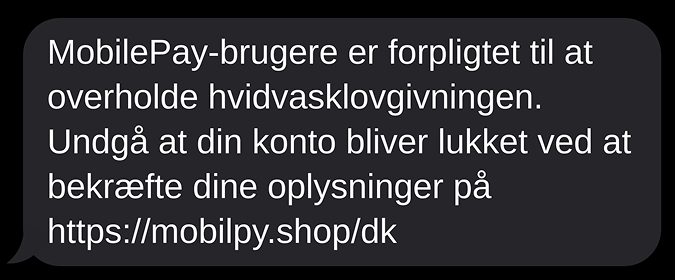 MobilePay-brugere er forpligtet til at
overholde hvidvasklovgivningen.
Undgå at din konto bliver lukket ved at
bekræfte dine oplysninger på
https://mobilpy.shop/dk